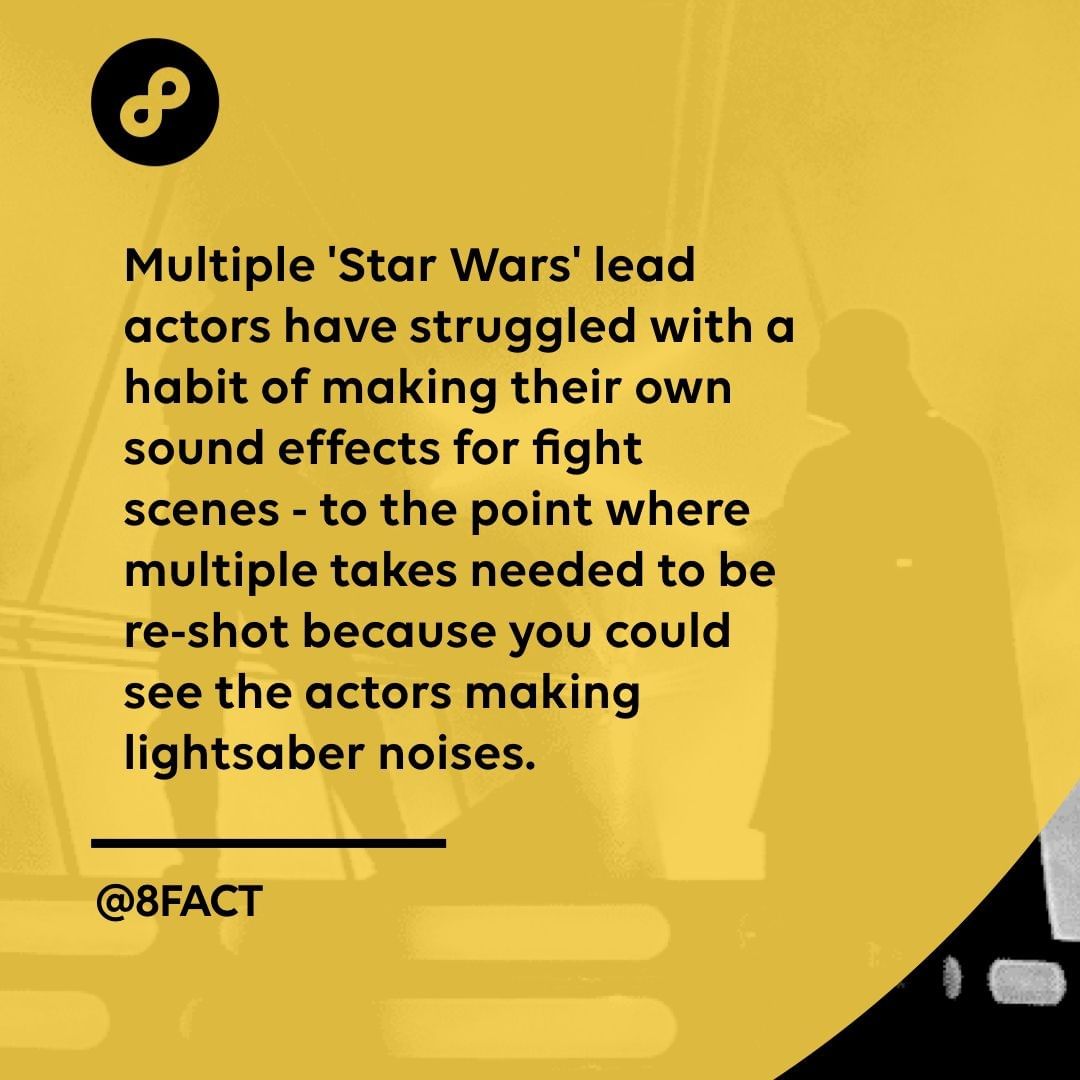 Multiple 'Star Wars' lead
actors have struggled with a
habit of making their own
sound effects for fight
scenes - to the point where
multiple takes needed to be
re-shot because you could
see the actors making
lightsaber noises.
@8FACT